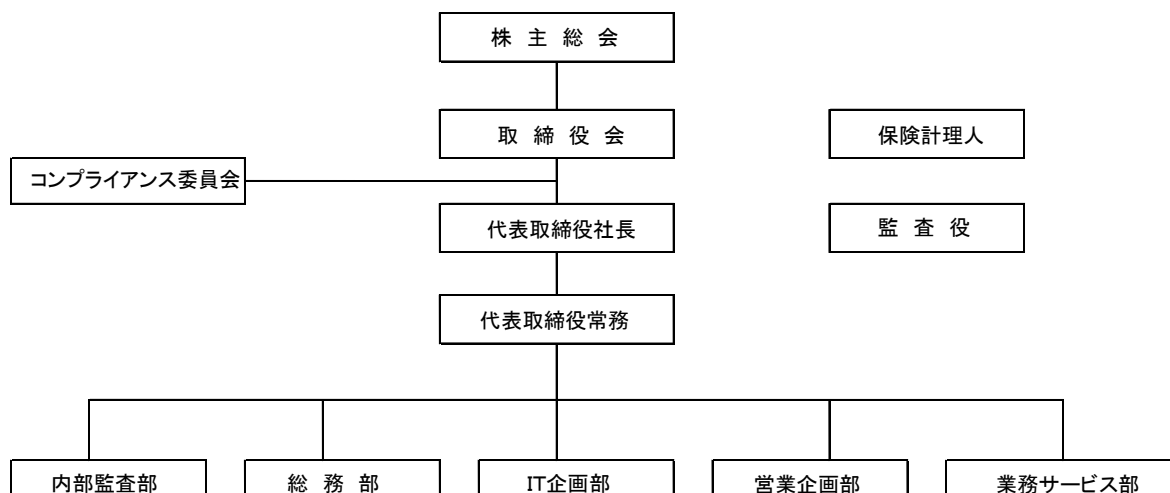 株 主 総 会
取 締 役 会
保険計理人
コンプライアンス委員会
代表取締役社長
監 査 役
代表取締役常務
内部監査部
総 務 部
IT企画部
営業企画部
業務サービス部